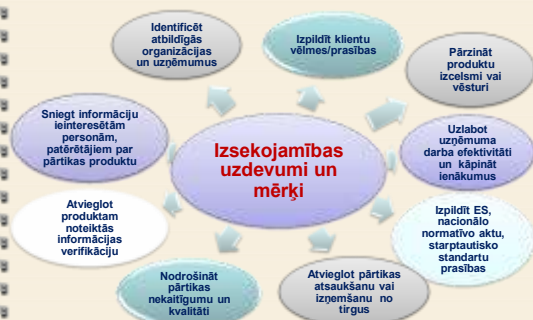 Izsekojamības
uzdevumi un
mērķi
Identificēt
atbildīgās
organizācijas
un uzņēmumus
Izpildīt klientu
vēlmes/prasības
Pārzināt
produktu
izcelsmi vai
vēsturi
Uzlabot
uzņēmuma
darba efektivitāti
un kāpināt
ienākumus
Izpildīt ES,
nacionālo
normatīvo aktu,
starptautisko
standartu
prasības
Atvieglot pārtikas
atsaukšanu vai
izņemšanu no
tirgus
Nodrošināt
pārtikas
nekaitīgumu un
kvalitāti
Atvieglot
produktam
noteiktās
informācijas
verifikāciju
Sniegt informāciju
ieinteresētām
personām,
patērētājiem par
pārtikas produktu